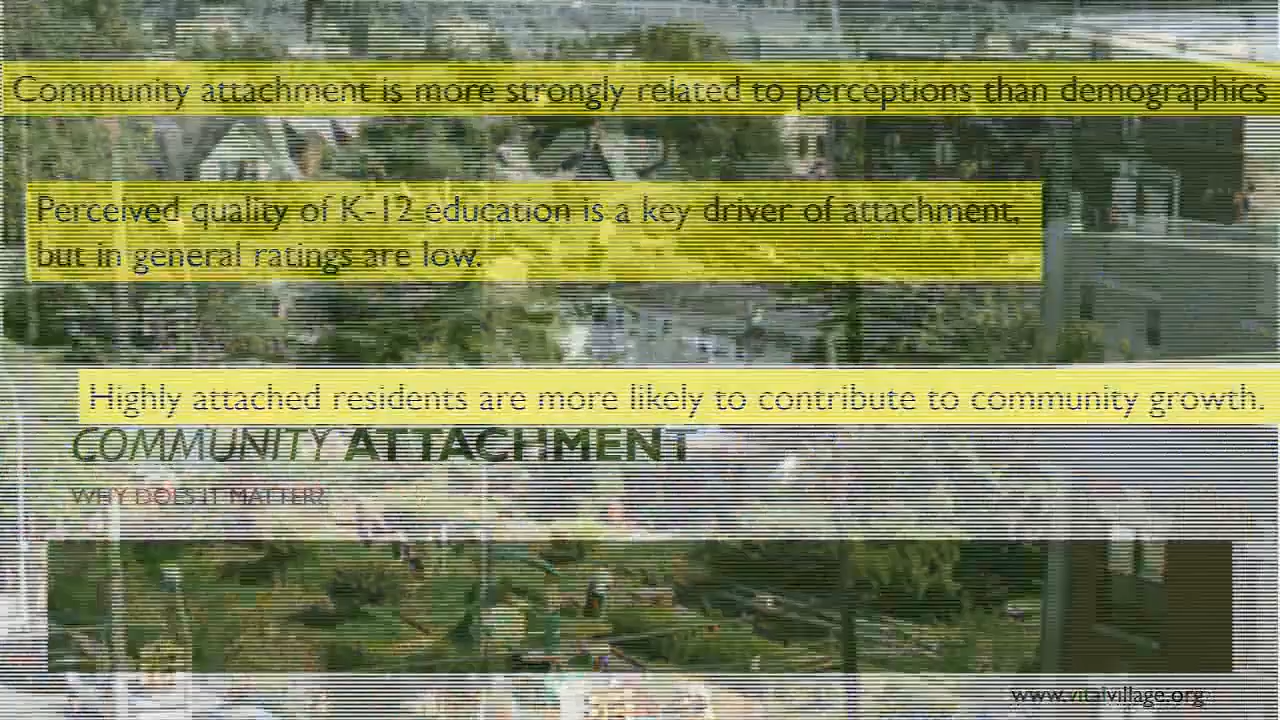 Community attachment is more strongly related to perceptions than demographics
Perceived quality of K-12 education is a key driver of attachment,
but in general ratings are low.
Highly attached residents are more likely to contribute to community growth.
COMMUNITY ATTACHMENT
WHY DOES IT MATTER?
www.vitalvillage.org